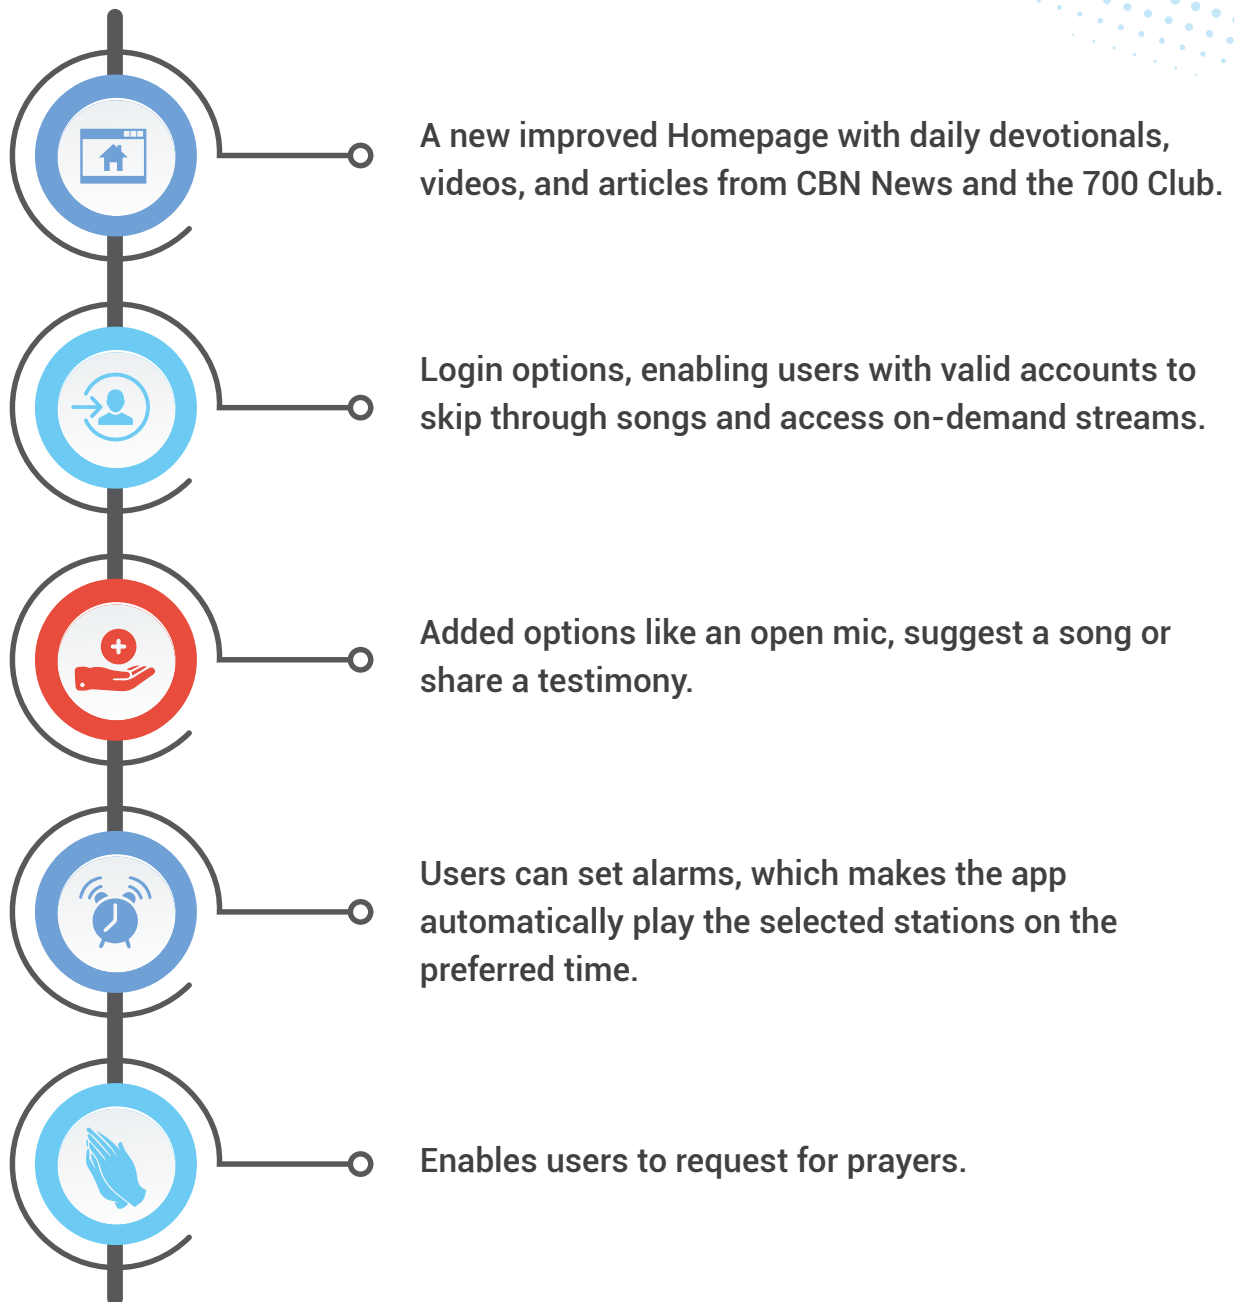 A new improved Homepage with daily devotionals,
videos, and articles from CBN News and the 700 Club.
Login options, enabling users with valid accounts to
skip through songs and access on-demand streams.
Added options like an open mic, suggest a song or
share a testimony.
Users can set alarms, which makes the app
automatically play the selected stations on the
preferred time.
Enables users to request for prayers.